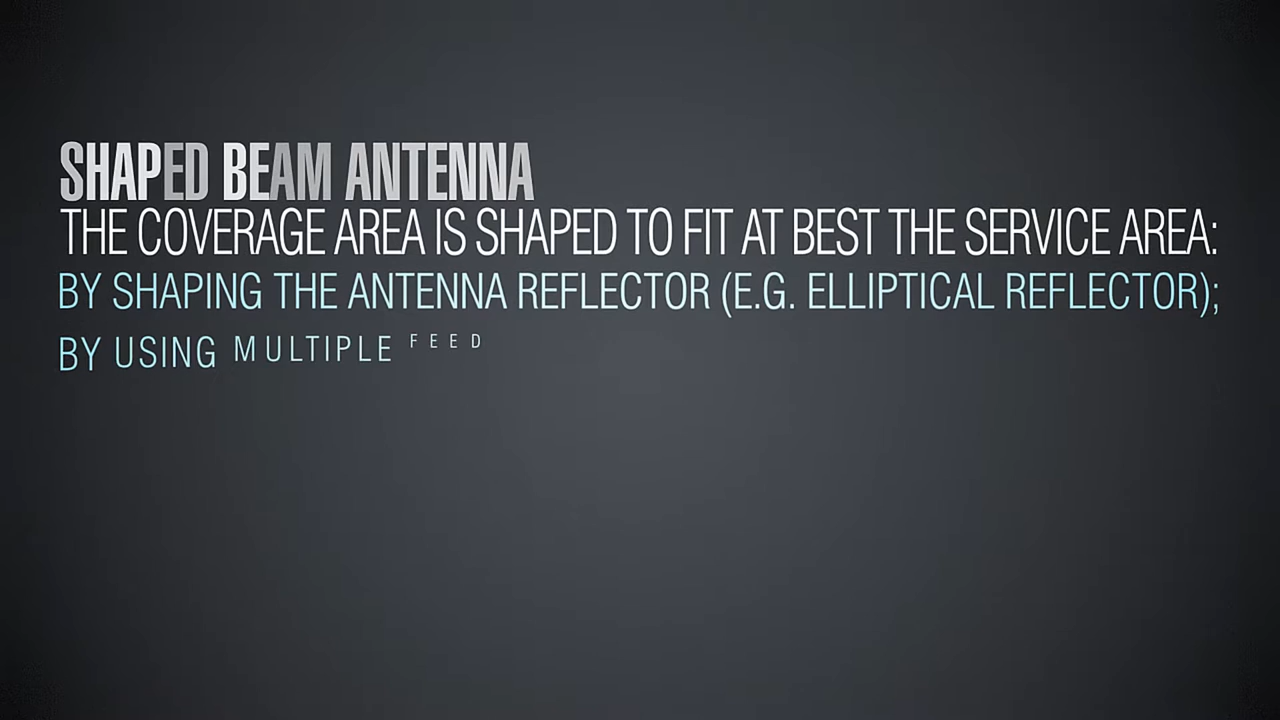 SHAPED BEAM ANTENNA
THE COVERAGE AREA IS SHAPED TO FIT AT BEST THE SERVICE AREA:
BY SHAPING THE ANTENNA REFLECTOR (E.G. ELLIPTICAL REFLECTOR);
BY USING MULTIPLE FEED